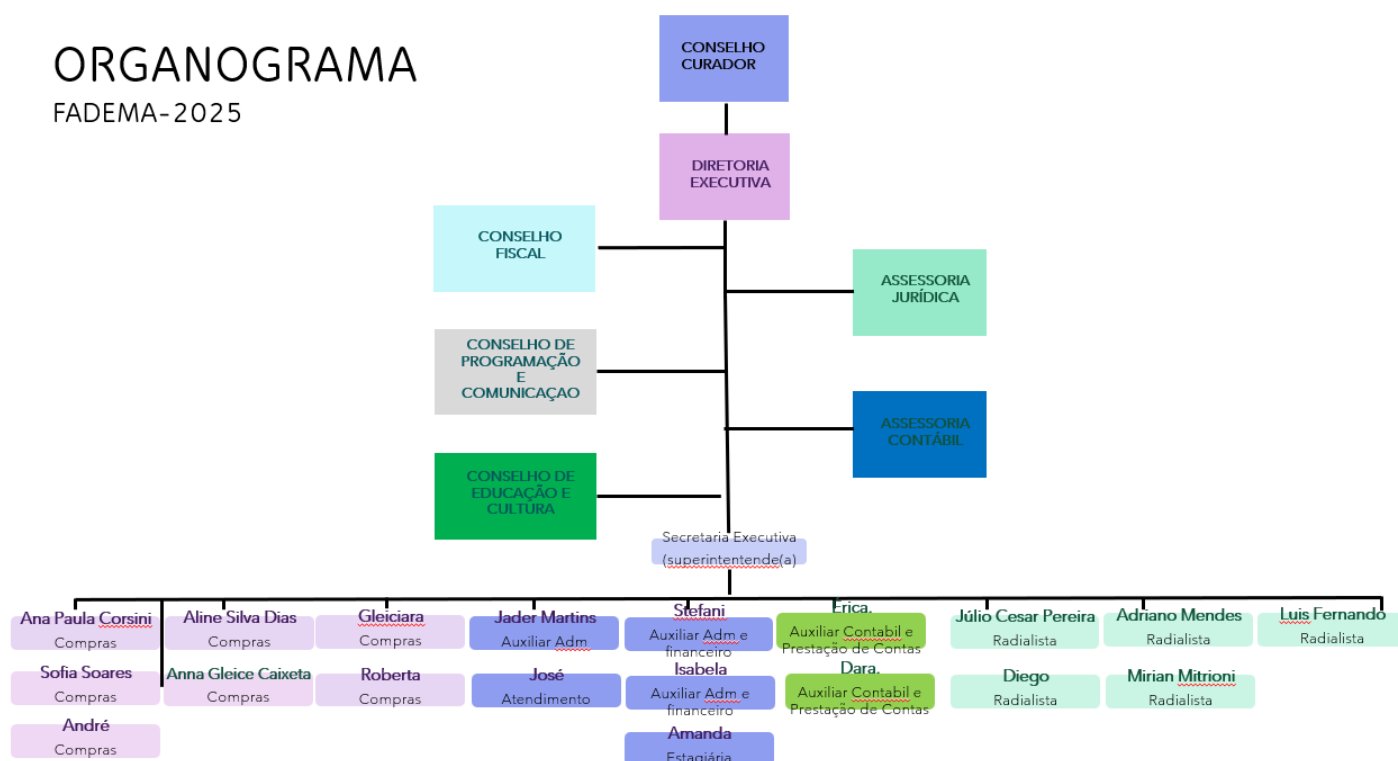 ORGANOGRAMA
FADEMA-2025
CONSELHO
CURADOR
DIRETORIA
EXECUTIVA
CONSELHO
FISCAL
ASSESSORIA
JURÍDICA
CONSELHO DE
PROGRAMAÇÃO
E
COMUNICAÇAO
ASSESSORIA
CONTÁBIL
CONSELHO DE
EDUCAÇÃO E
CULTURA
Secretaria Executiva
(superintentende(a)
Ana Paula Corsini
Compras
Aline Silva Dias
Compras
Gleiciara
Compras
Jader Martins
Auxiliar Adm
Stefani
Auxiliar Adm e
financeiro
Erica.
Auxiliar Contabil e
Prestação de Contas
Júlio Cesar Pereira
Radialista
Adriano Mendes
Radialista
Luis Fernando
Radialista
Sofia Soares
Compras
Anna Gleice Caixeta
Compras
Roberta
Compras
José
Atendimento
Isabela
Auxiliar Adm e
financeiro
Dara.
Auxiliar Contabil e
Prestação de Contas
Diego
Radialista
Mirian Mitrioni
Radialista
André
Compras
Amanda
Estagiária